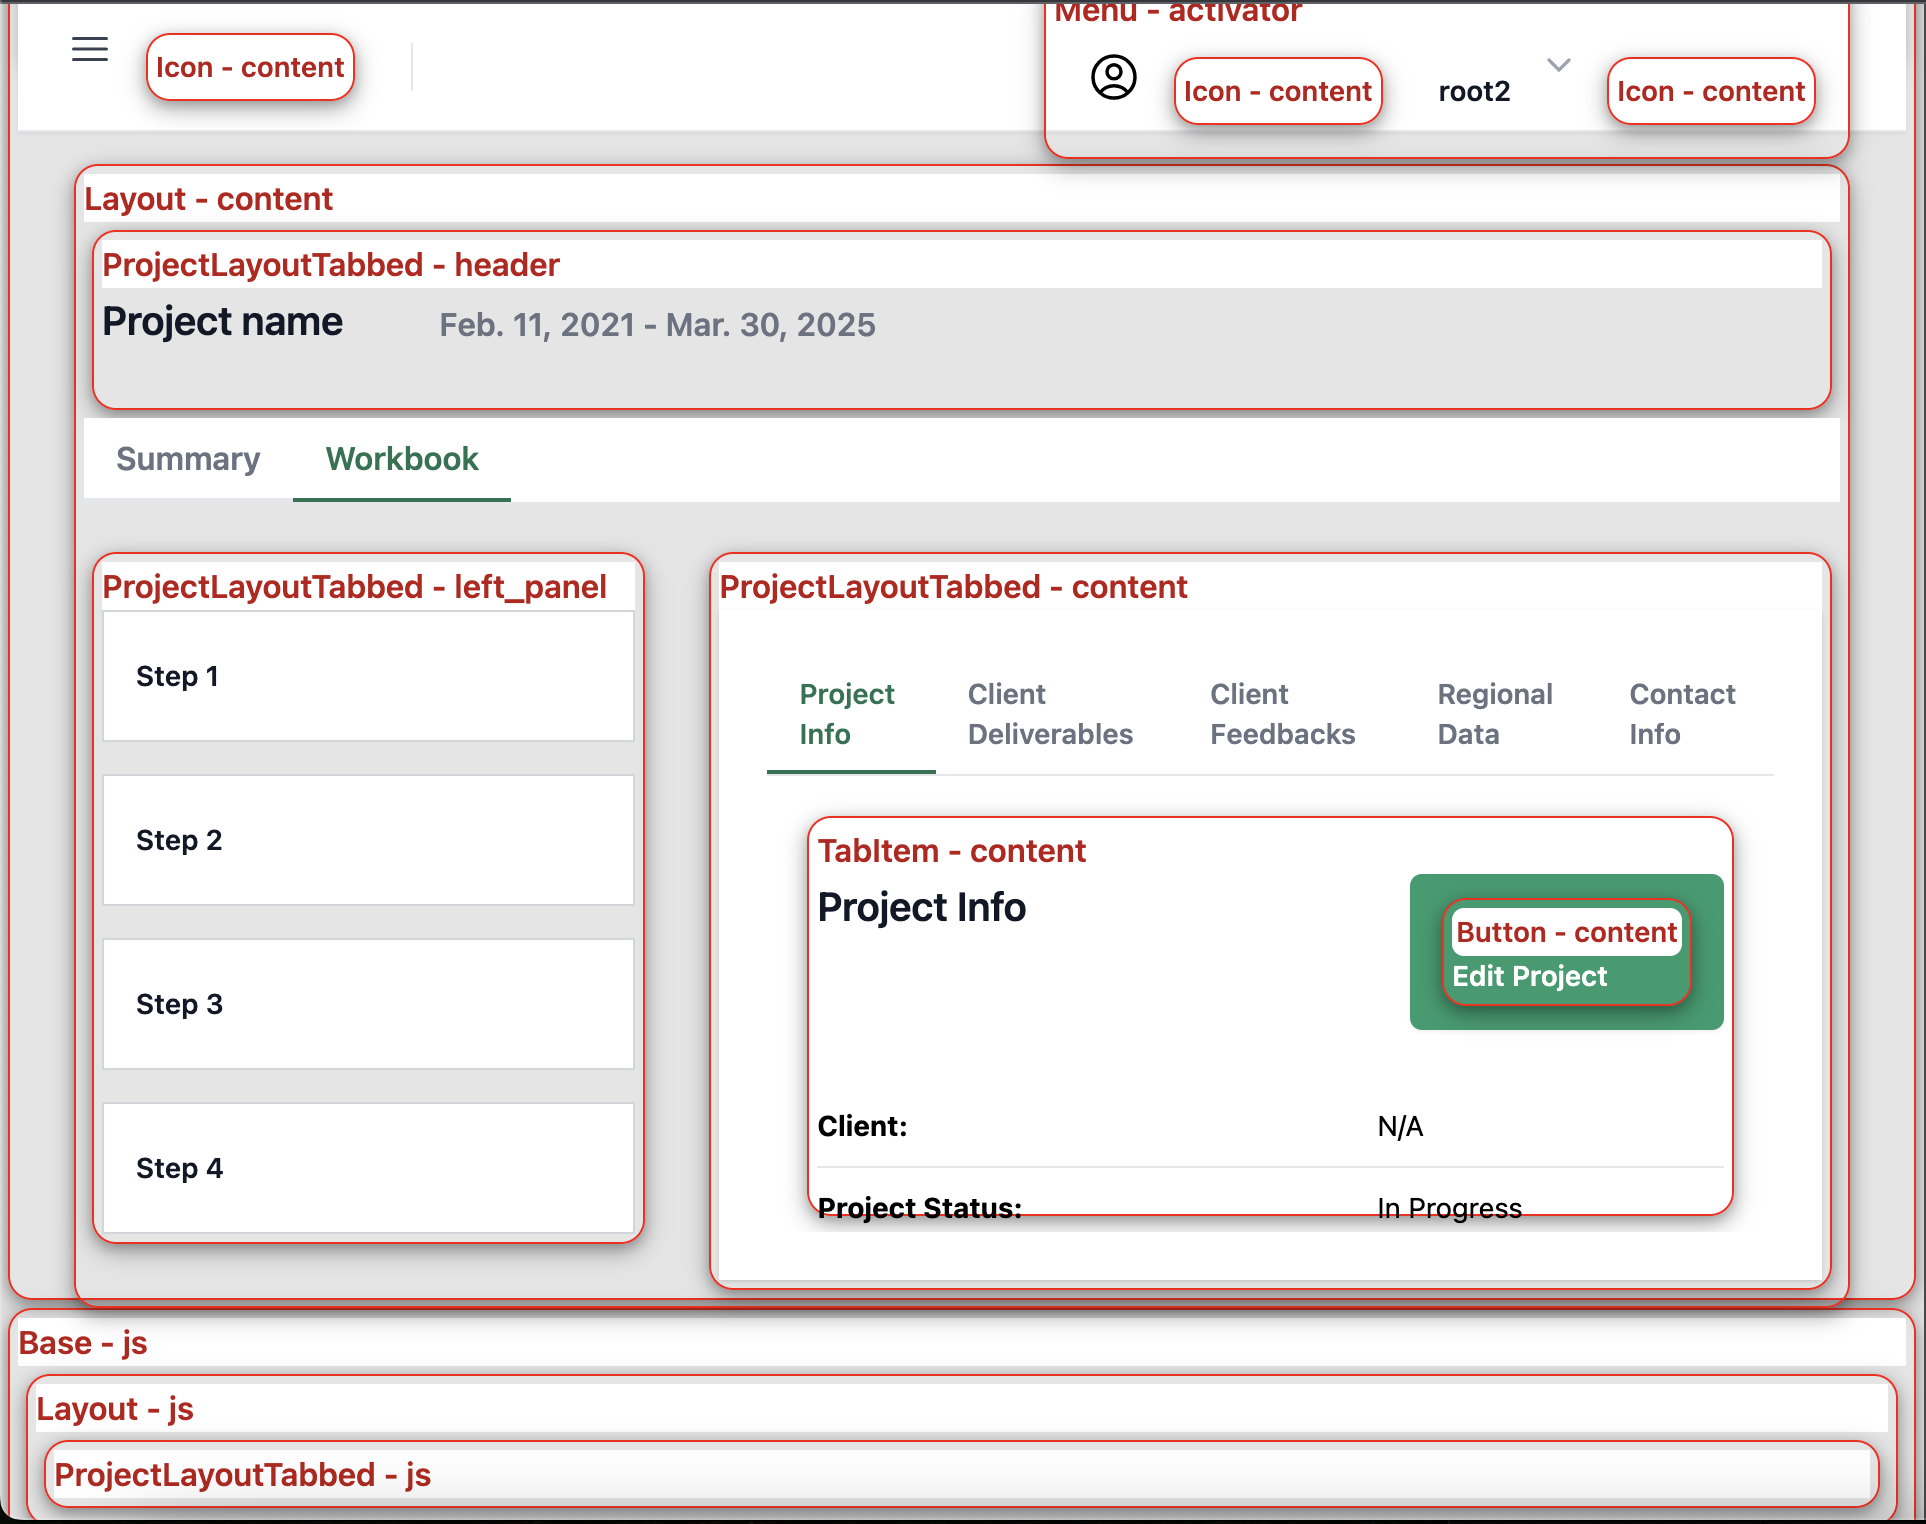 Menu - activator
Icon - content
Icon - content
root2
Icon - content
Layout - content
ProjectLayoutTabbed - header
Project name
Feb. 11, 2021 - Mar. 30, 2025
Summary
Workbook
ProjectLayoutTabbed - left_panel
Step 1
Step 2
Step 3
Step 4
ProjectLayoutTabbed - content
Project
Info
Client
Deliverables
Client
Feedbacks
Regional
Data
Contact
Info
TabItem - content
Project Info
Button - content
Edit Project
Client:
N/A
Project Status:
In Progress
Base - js
Layout - js
ProjectLayoutTabbed - js